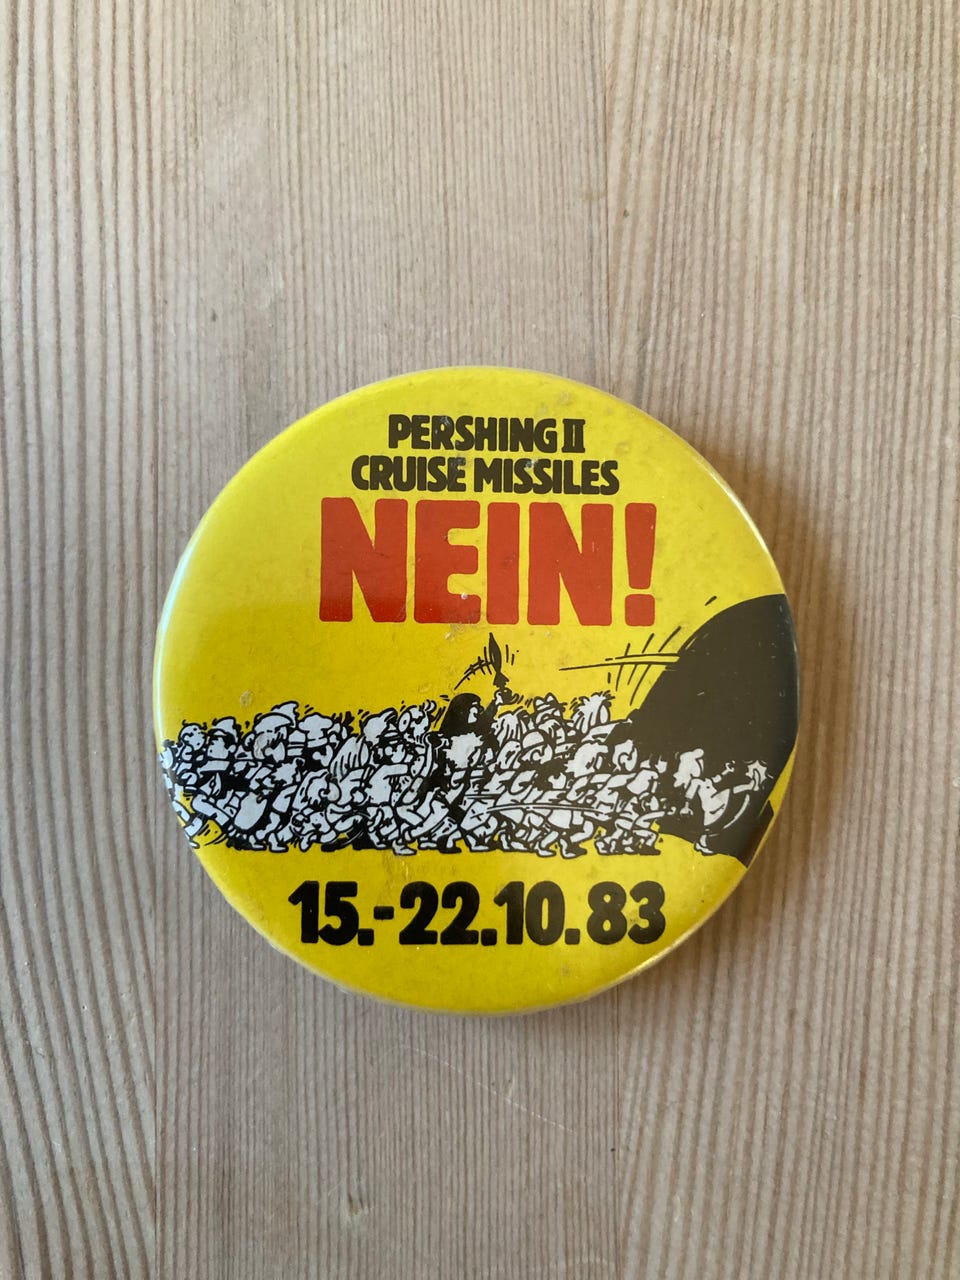 PERSHING II
CRUISE MISSILES
NEIN!
15.-22.10.83